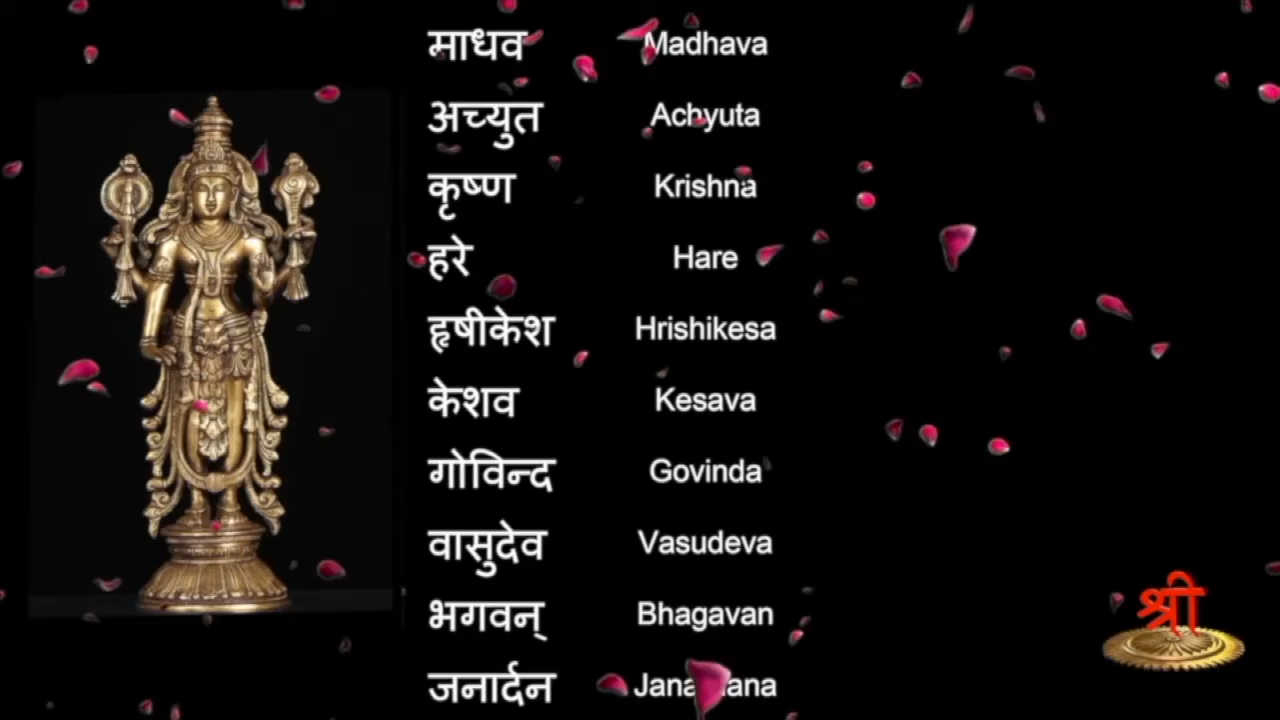 माधव Madhava
अच्युत Achyuta
कृष्ण Krishna
हरे Hare
हृषीकेश Hrishikesa
केशव Kesava
गोविन्द Govinda
वासुदेव Vasudeva
भगवन् Bhagavan
श्री
जनार्दन